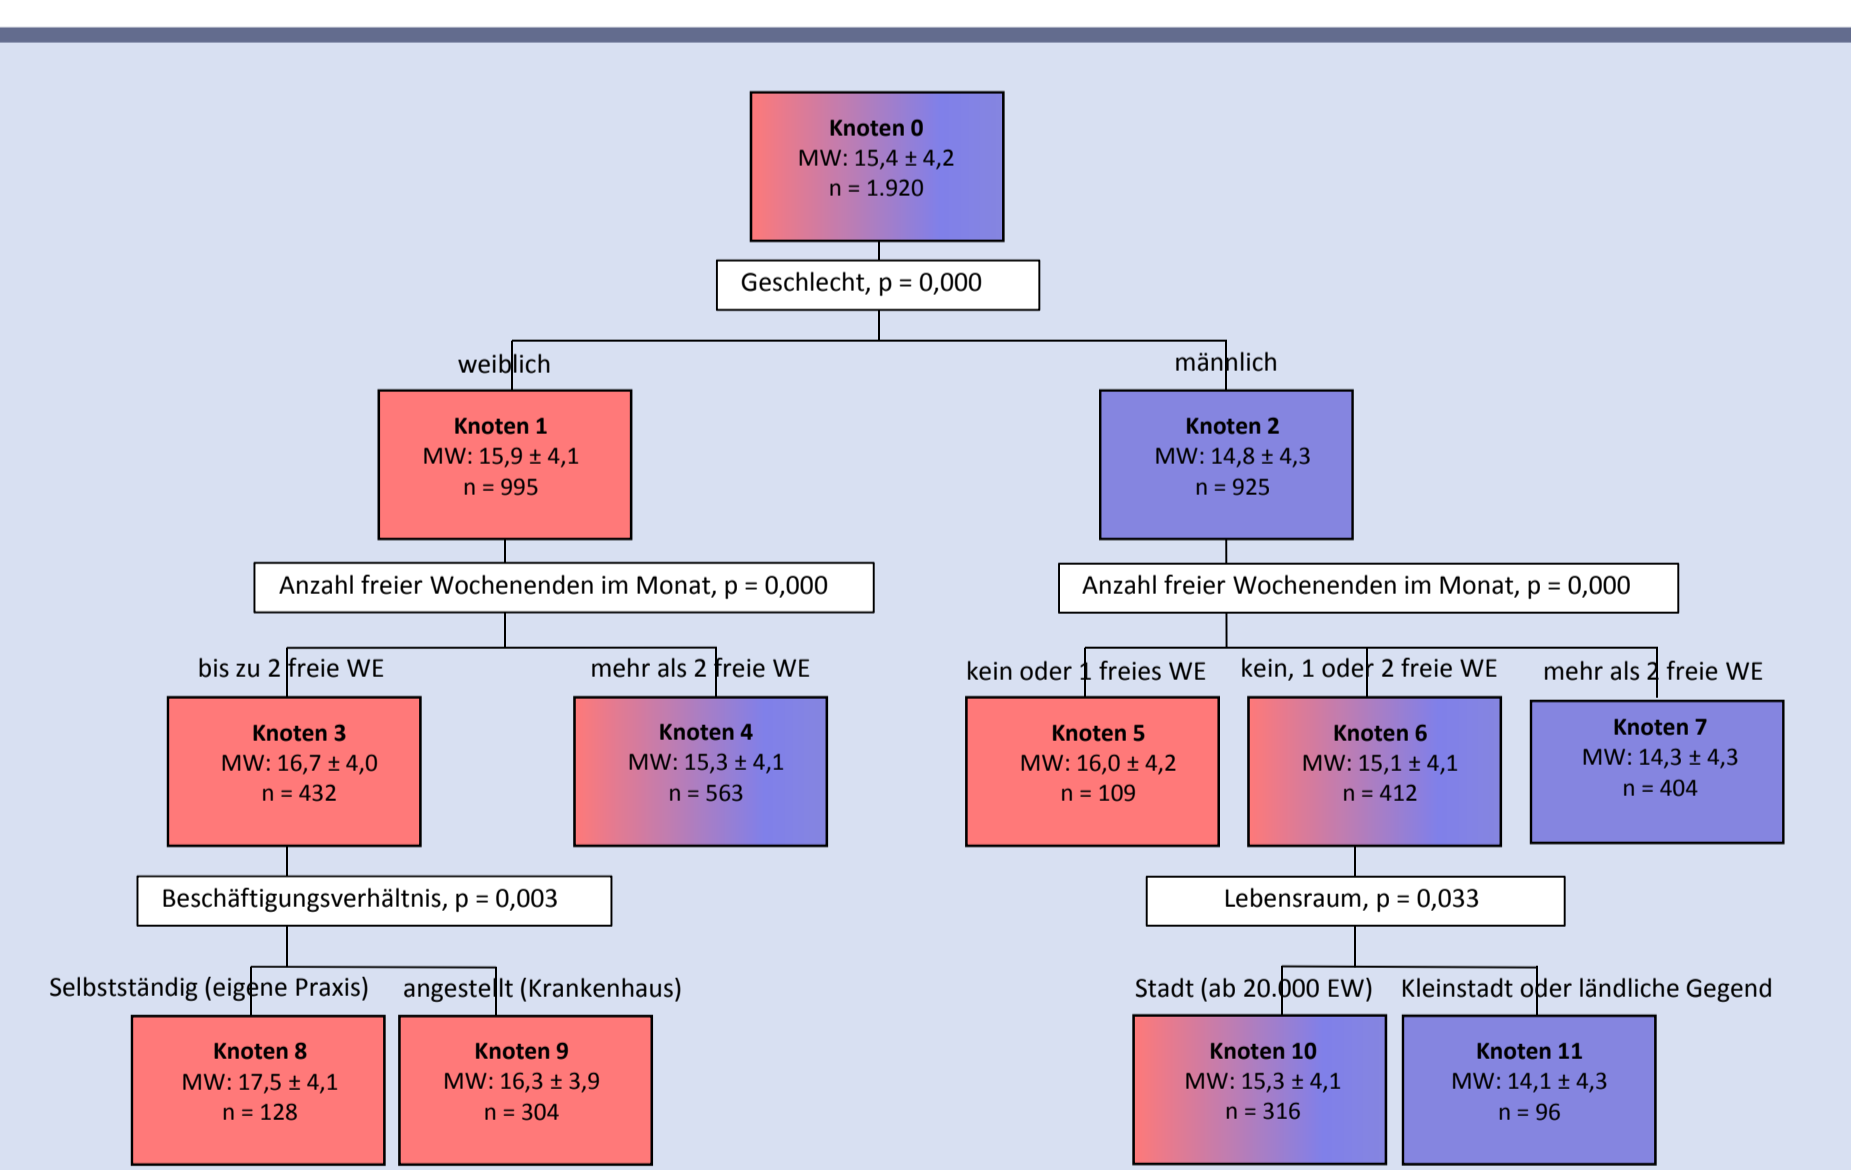 Knoten 0
MW: 15,4 ± 4,2
n = 1.920
Geschlecht, p = 0,000
weiblich
männlich
Knoten 1
MW: 15,9 ± 4,1
n = 995
Knoten 2
MW: 14,8 ± 4,3
n = 925
Anzahl freier Wochenenden im Monat, p = 0,000
Anzahl freier Wochenenden im Monat, p = 0,000
bis zu 2 freie WE
mehr als 2 freie WE
kein oder 1 freies WE
kein, 1 oder 2 freie WE
mehr als 2 freie WE
Knoten 3
MW: 16,7 ± 4,0
n = 432
Knoten 4
MW: 15,3 ± 4,1
n = 563
Knoten 5
MW: 16,0 ± 4,2
n = 109
Knoten 6
MW: 15,1 ± 4,1
n = 412
Knoten 7
MW: 14,3 ± 4,3
n = 404
Beschäftigungsverhältnis, p = 0,003
Lebensraum, p = 0,033
Selbstständig (eigene Praxis)
angestellt (Krankenhaus)
Stadt (ab 20.000 EW)
Kleinstadt oder ländliche Gegend
Knoten 8
MW: 17,5 ± 4,1
n = 128
Knoten 9
MW: 16,3 ± 3,9
n = 304
Knoten 10
MW: 15,3 ± 4,1
n = 316
Knoten 11
MW: 14,1 ± 4,3
n = 96